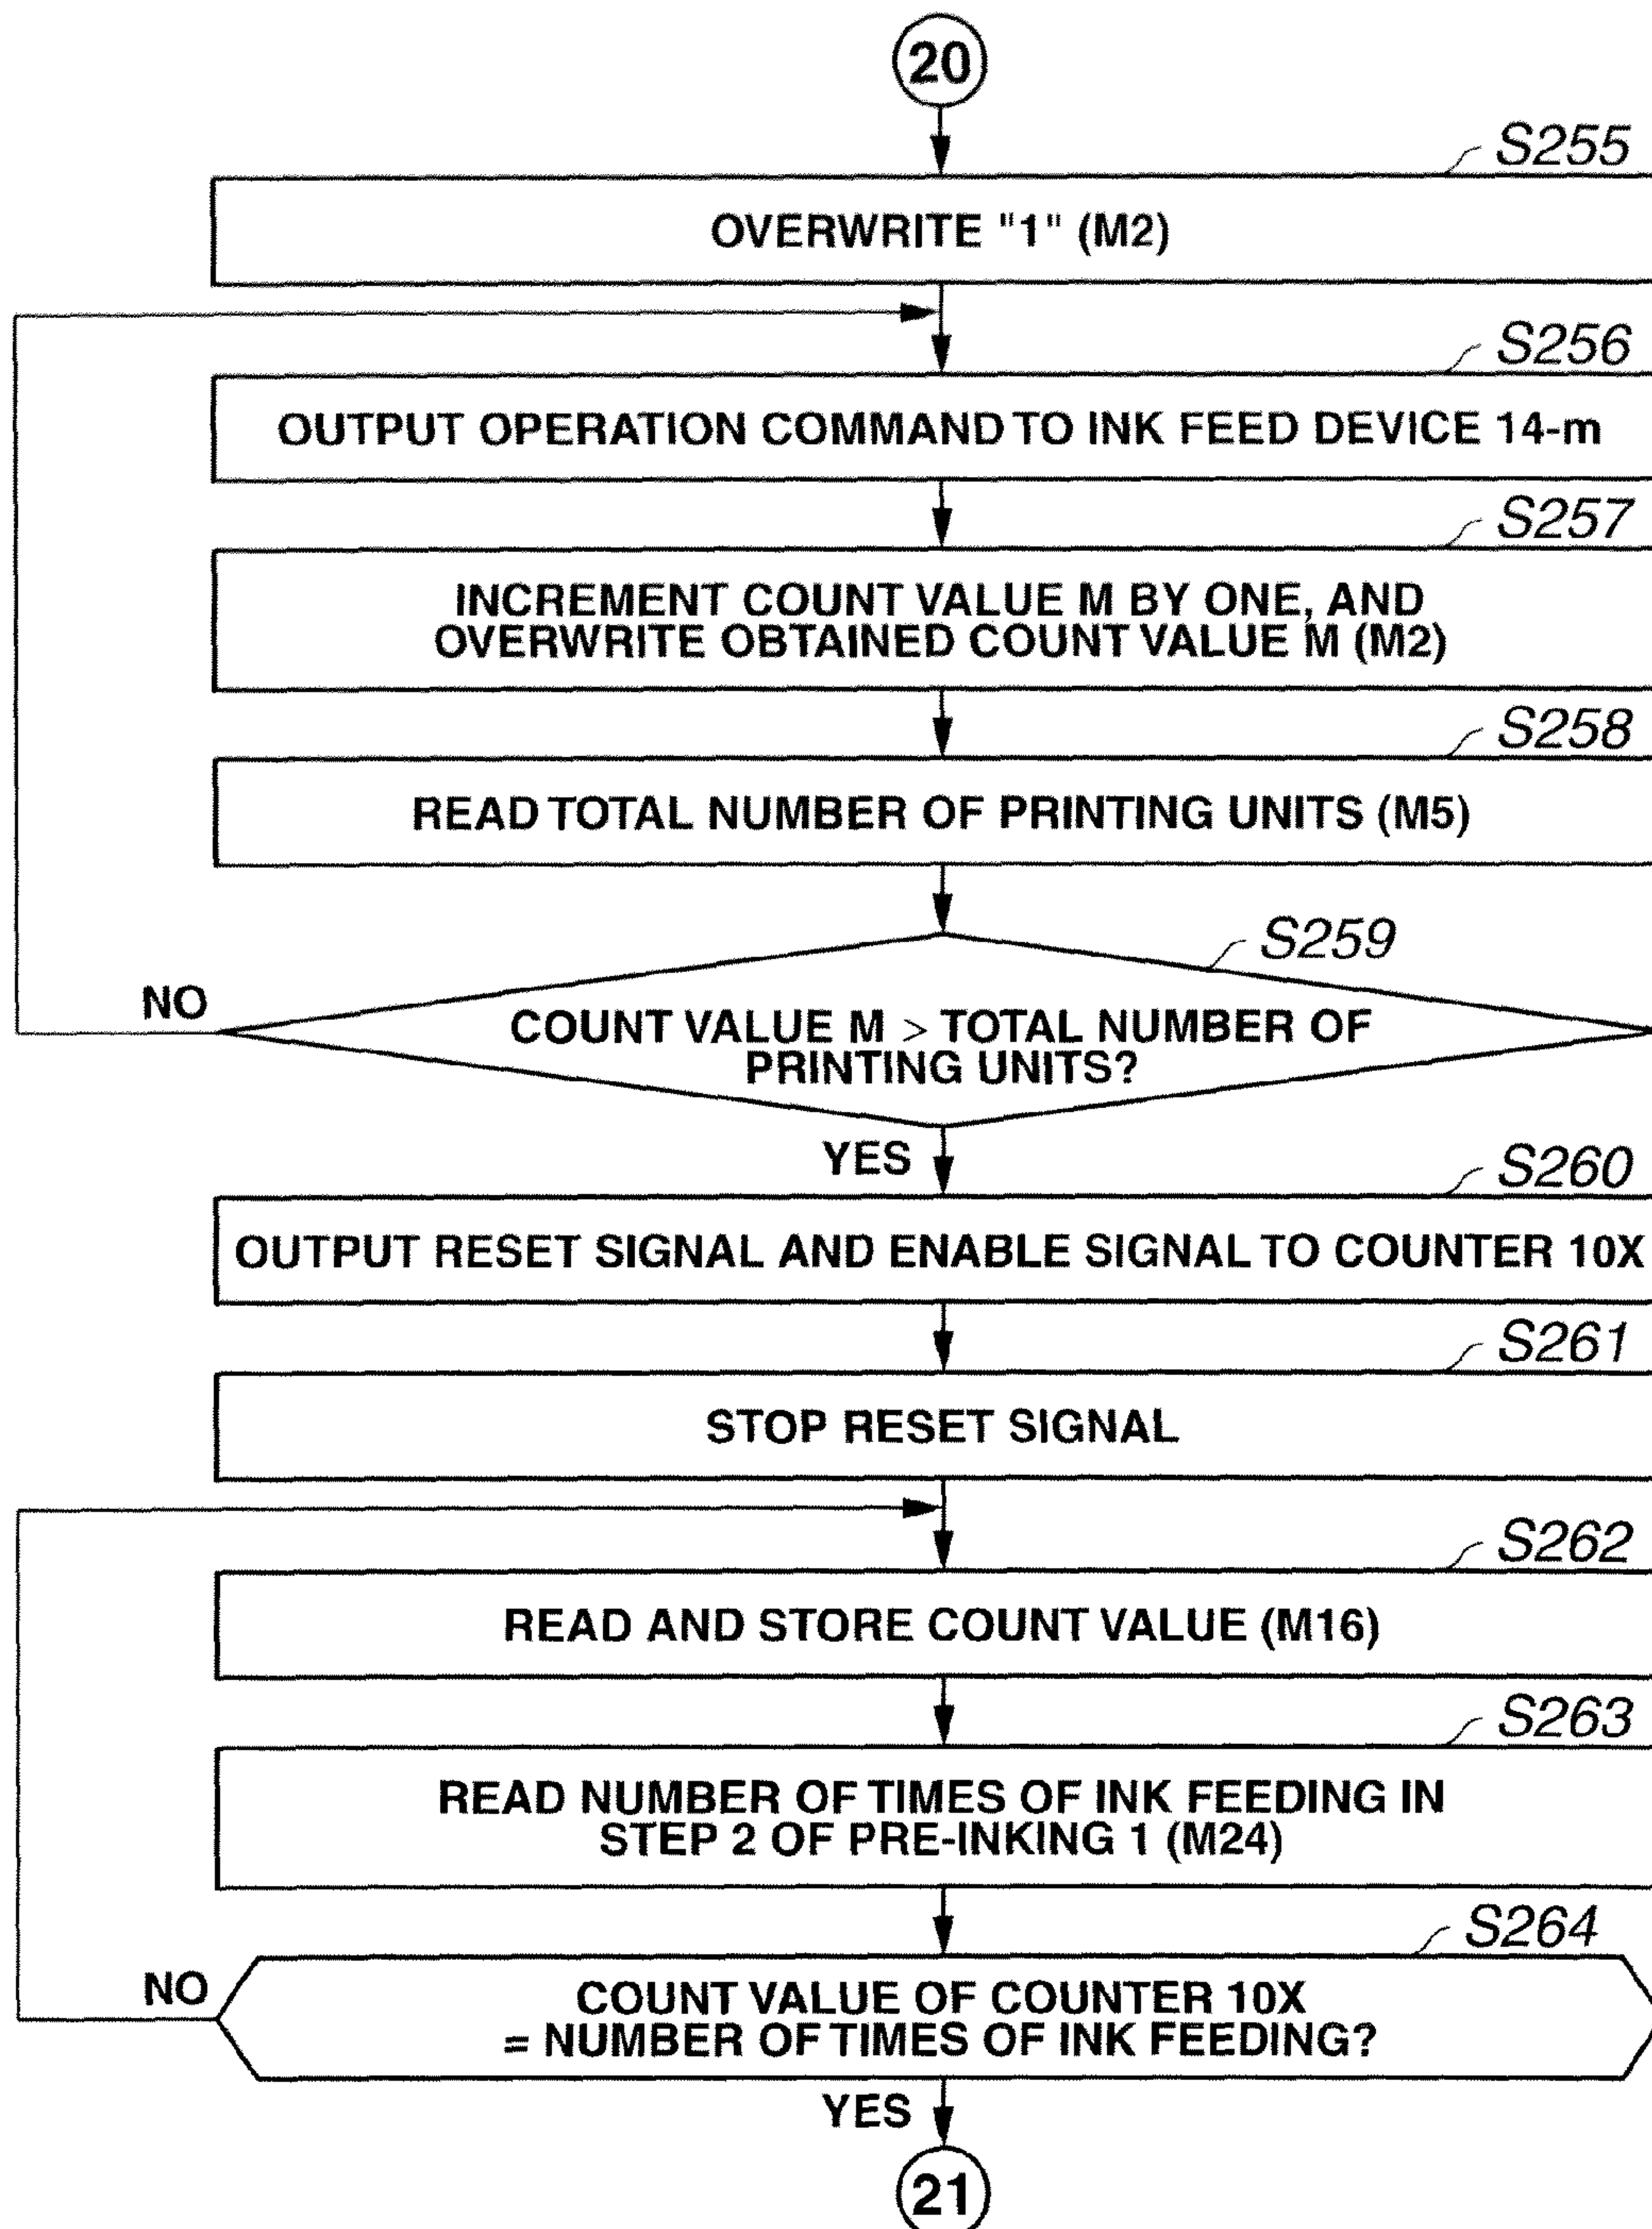 20
S255
OVERWRITE "1" (M2)
S256
OUTPUT OPERATION COMMAND TO INK FEED DEVICE 14-m
S257
INCREMENT COUNT VALUE M BY ONE, AND
OVERWRITE OBTAINED COUNT VALUE M (M2)
S258
READ TOTAL NUMBER OF PRINTING UNITS (M5)
S259
NO
COUNT VALUE M > TOTAL NUMBER OF
PRINTING UNITS?
YES
S260
OUTPUT RESET SIGNAL AND ENABLE SIGNAL TO COUNTER 10X
S261
STOP RESET SIGNAL
S262
READ AND STORE COUNT VALUE (M16)
S263
READ NUMBER OF TIMES OF INK FEEDING IN
STEP 2 OF PRE-INKING 1 (M24)
S264
NO
COUNT VALUE OF COUNTER 10X
= NUMBER OF TIMES OF INK FEEDING?
YES
21